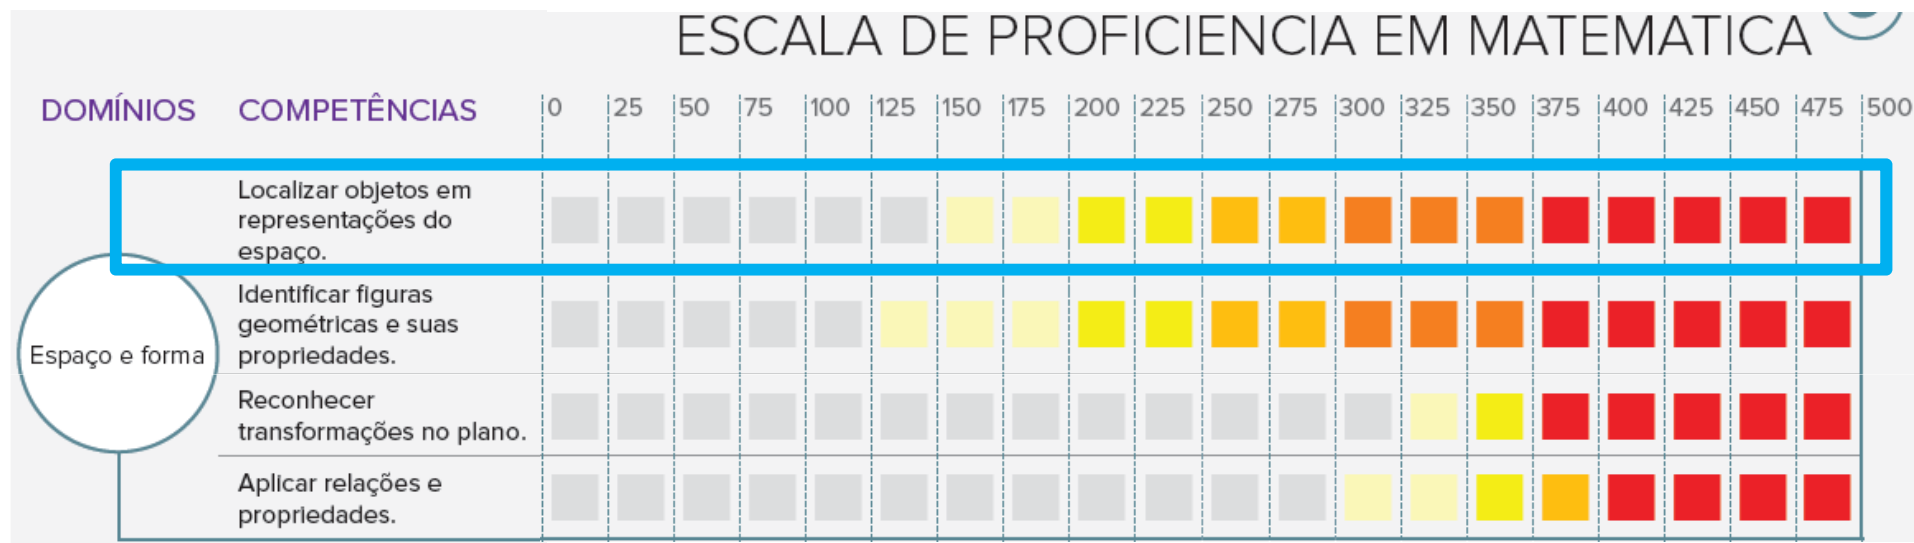 ESCALA DE PROFICIÊNCIA EM MATEMÁTICA
DOMÍNIOS COMPETÊNCIAS 0 25 50 75 100 125 150 175 200 225 250 275 300 325 350 375 400 425 450 475 500
Localizar objetos em
representações do
espaço.
Identificar figuras
geométricas e suas
propriedades.
Espaço e forma
Reconhecer
transformações no plano.
Aplicar relações e
propriedades.